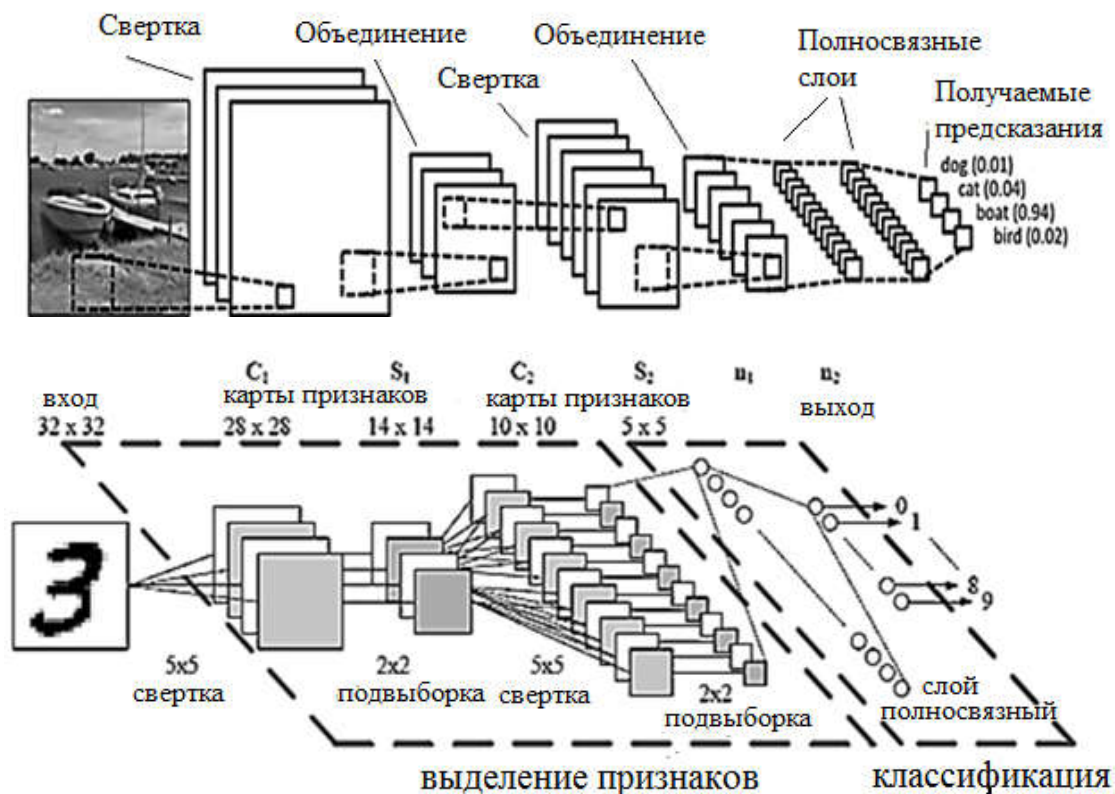 Свертка
Объединение
Объединение
Полносвязные
слои
Свертка
Получаемые
предсказания
dog (0.01)
cat (0.04)
boat (0.94)
bird (0.02)
C₁
S₁
C₂
S₂
n₁
n₂
вход
карты признаков
карты признаков
выход
32 x 32
28 x 28
14 x 14
10 x 10
5 x 5
3
0
1
8
9
5x5
свертка
2x2
подвыборка
5x5
свертка
2x2
подвыборка
слой
полносвязный
выделение признаков
классификация